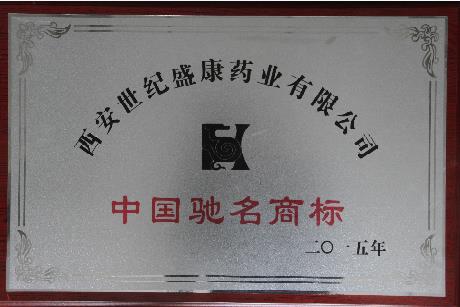 西安世纪盛康药业有限公司
中国驰名商标
二〇一五年